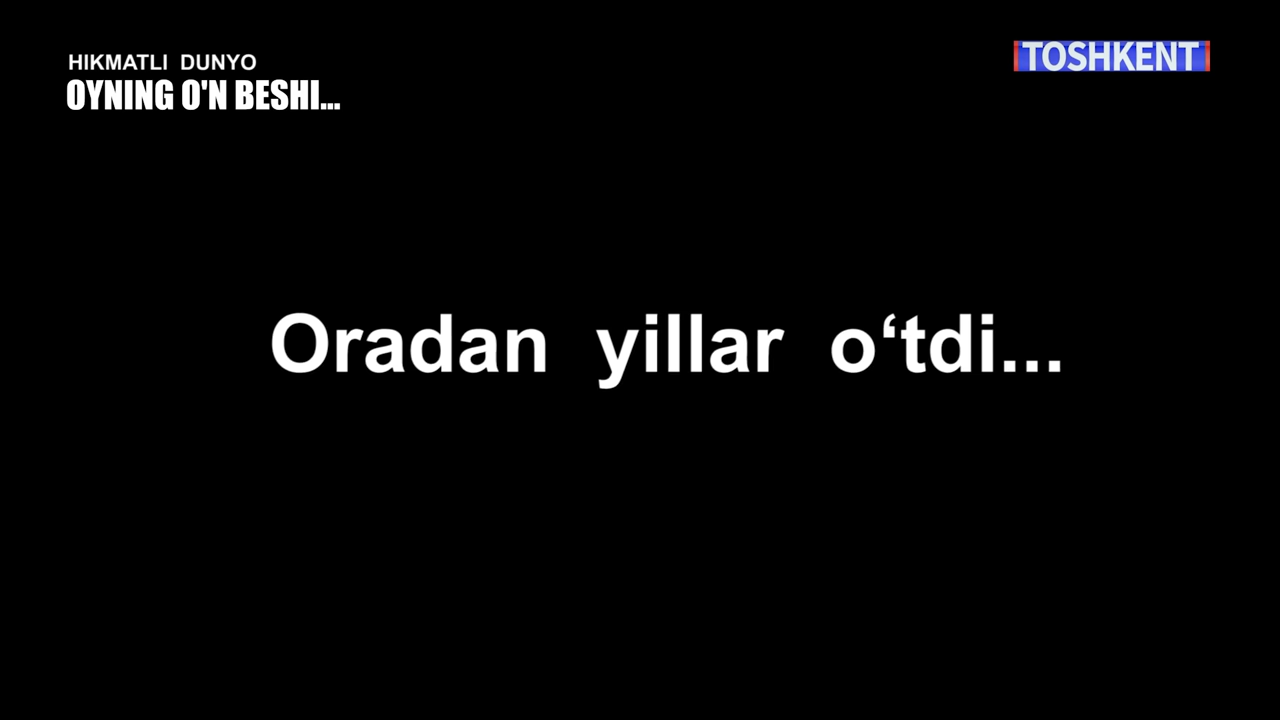 HIKMATLI DUNYO
OYNING O'N BESHI...
TOSHKENT
Oradan yillar o‘tdi...